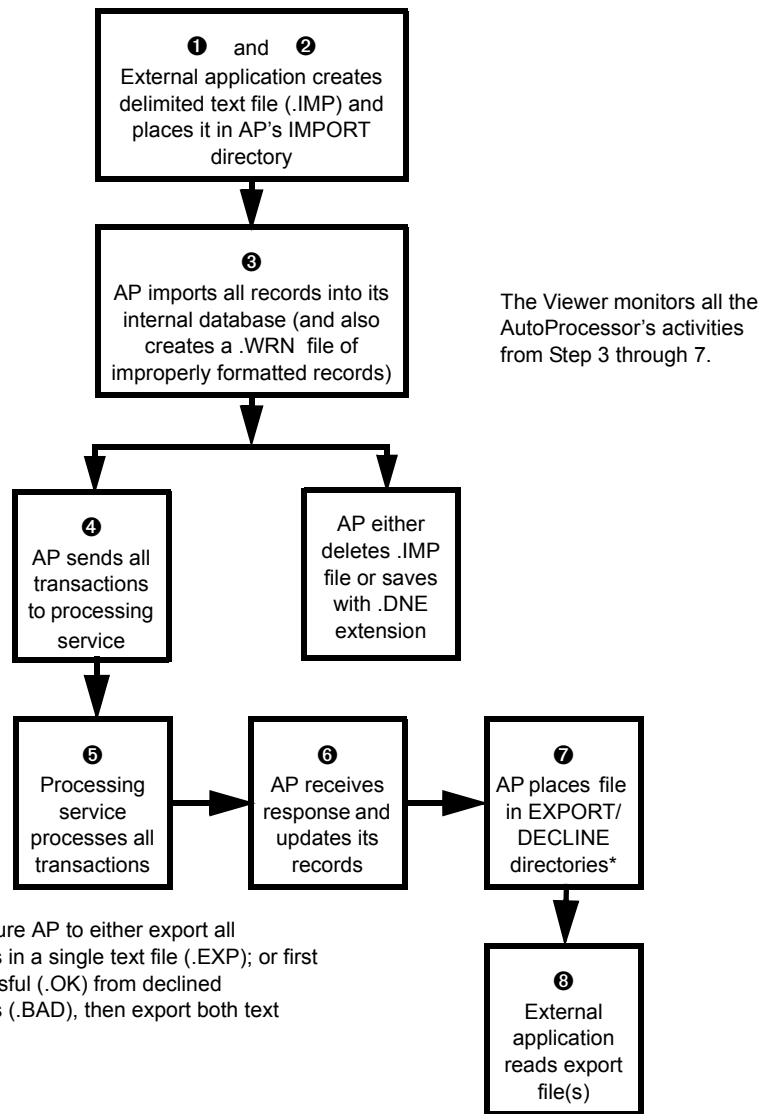 ❶ and ❷
External application creates
delimited text file (.IMP) and
places it in AP's IMPORT
directory
❸
AP imports all records into its
internal database (and also
creates a .WRN file of
improperly formatted records)
The Viewer monitors all the
AutoProcessor's activities
from Step 3 through 7.
❹
AP sends all
transactions
to processing
service
AP either
deletes .IMP
file or saves
with .DNE
extension
❺
Processing
service
processes all
transactions
❻
AP receives
response and
updates its
records
❼
AP places file
in EXPORT/
DECLINE
directories*
ure AP to either export all
s in a single text file (.EXP); or first
sful (.OK) from declined
s (.BAD), then export both text
❽
External
application
reads export
file(s)